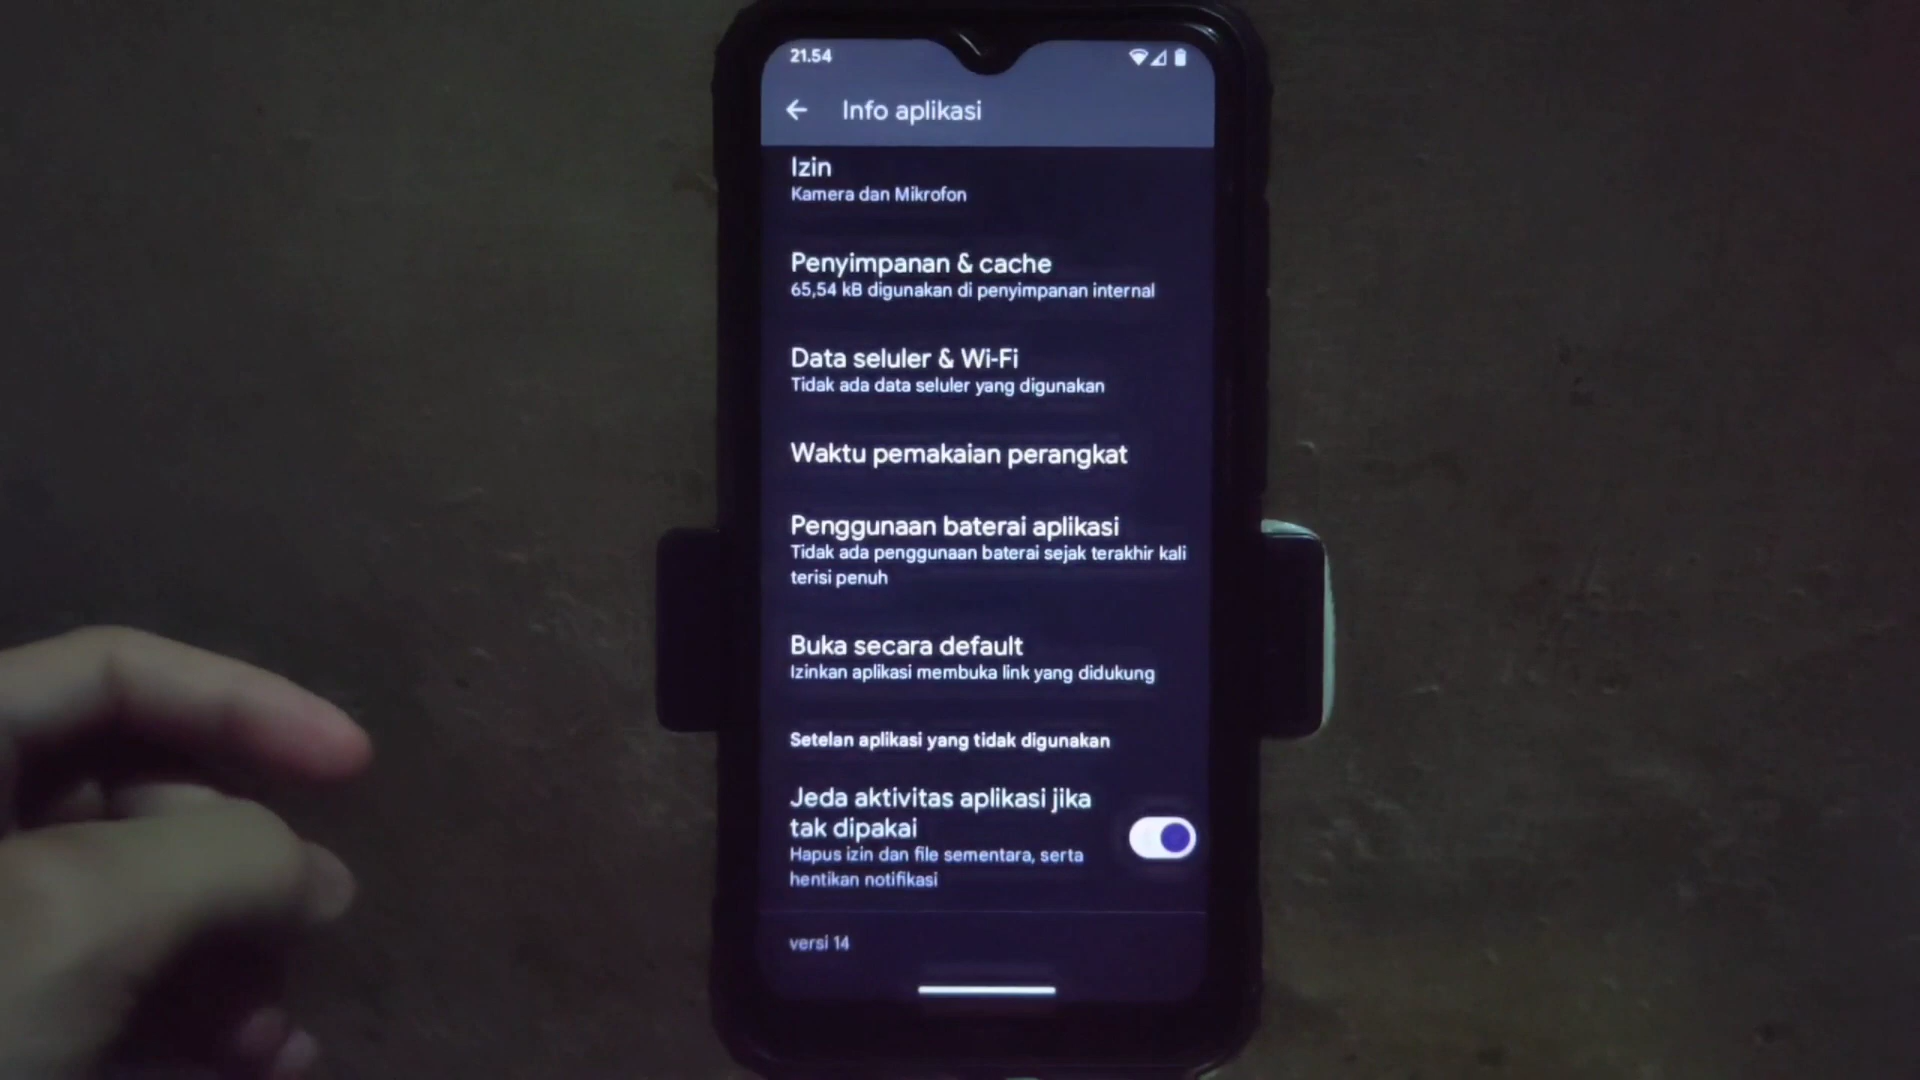 21.54
Info aplikasi
Izin
Kamera dan Mikrofon
Penyimpanan & cache
65,54 kB digunakan di penyimpanan internal
Data seluler & Wi-Fi
Tidak ada data seluler yang digunakan
Waktu pemakaian perangkat
Penggunaan baterai aplikasi
Tidak ada penggunaan baterai sejak terakhir kali
terisi penuh
Buka secara default
Izinkan aplikasi membuka link yang didukung
Setelan aplikasi yang tidak digunakan
Jeda aktivitas aplikasi jika
tak dipakai
Hapus izin dan file sementara, serta
hentikan notifikasi
versi 14